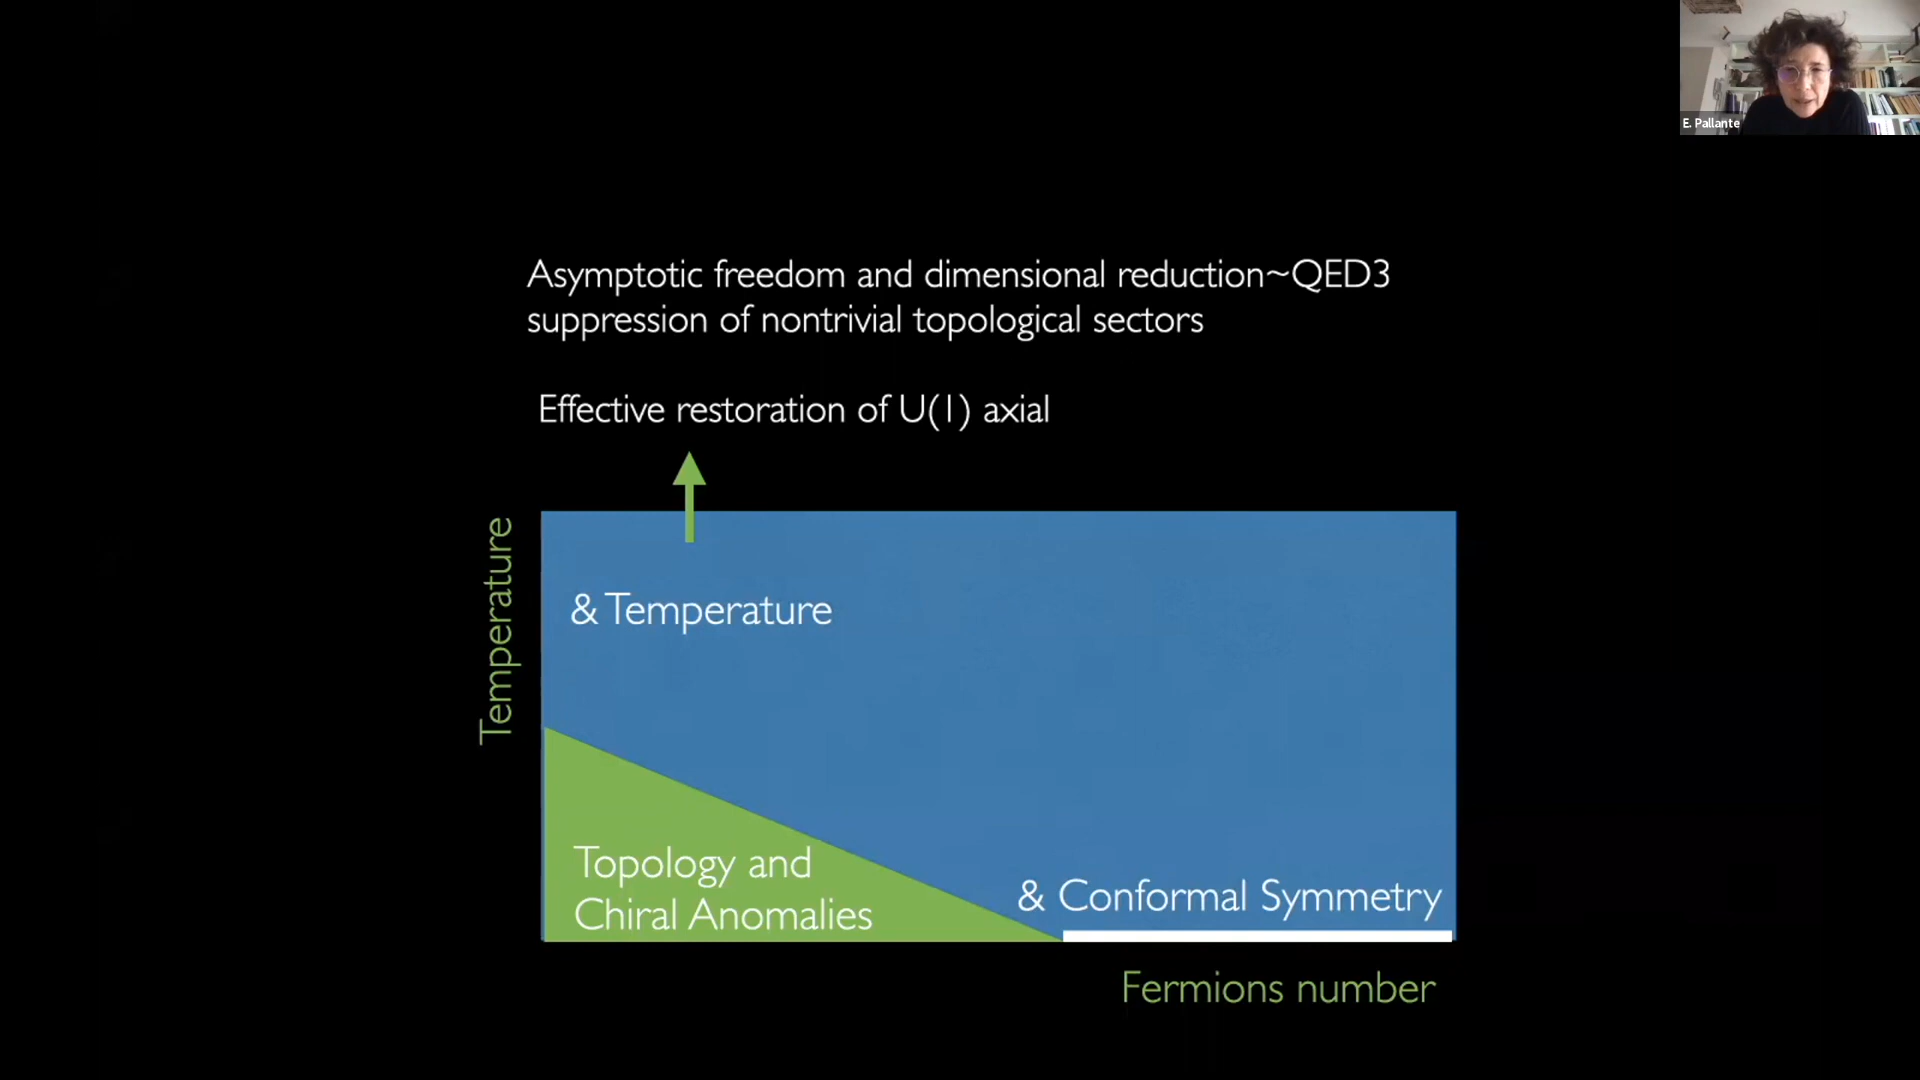 E. Pallante
Asymptotic freedom and dimensional reduction~QED3
suppression of nontrivial topological sectors
Effective restoration of U(1) axial
Temperature
& Temperature
Topology and
Chiral Anomalies
& Conformal Symmetry
Fermions number